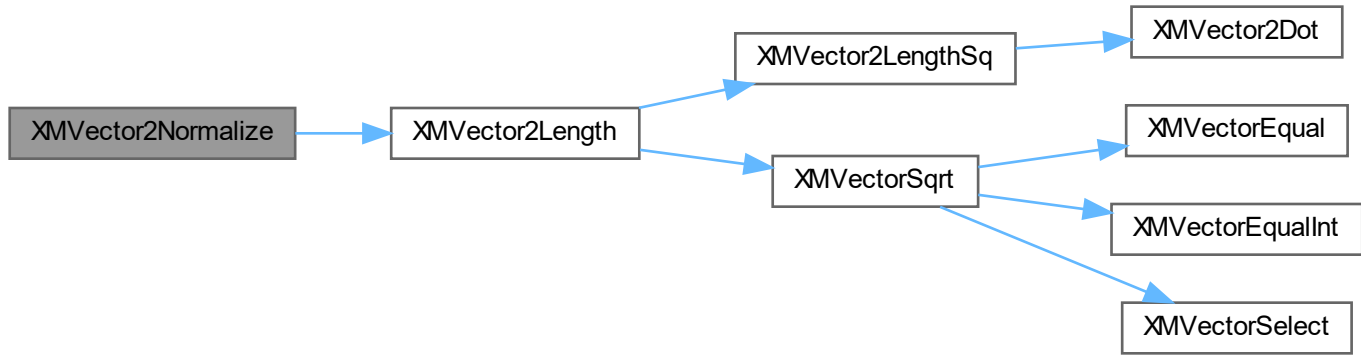 XMVector2Normalize
XMVector2Length
XMVector2LengthSq
XMVector2Dot
XMVectorSqrt
XMVectorEqual
XMVectorEqualInt
XMVectorSelect